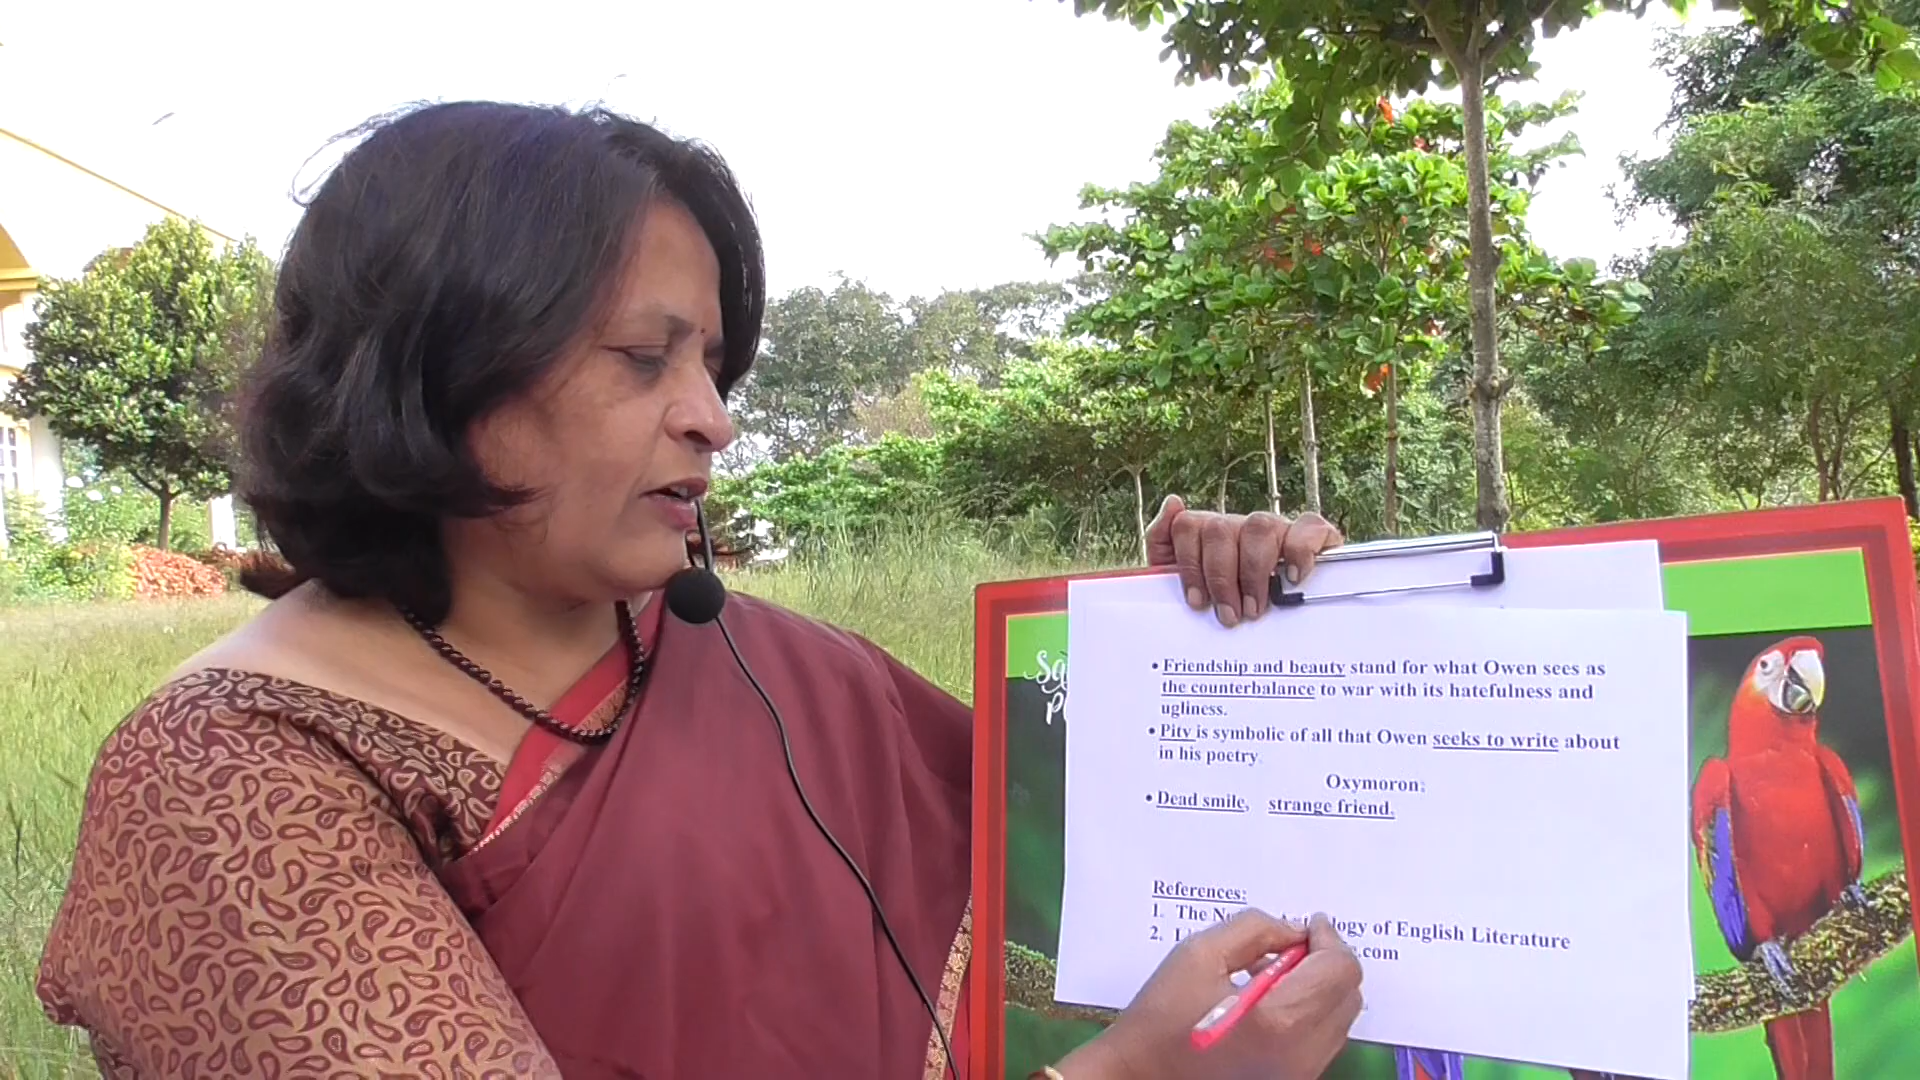 • Friendship and beauty stand for what Owen sees as
the counterbalance to war with its hatefulness and
ugliness.
• Pity is symbolic of all that Owen seeks to write about
in his poetry.
Oxymoron:
• Dead smile, strange friend.
References:
1. The of English Literature
2. .com